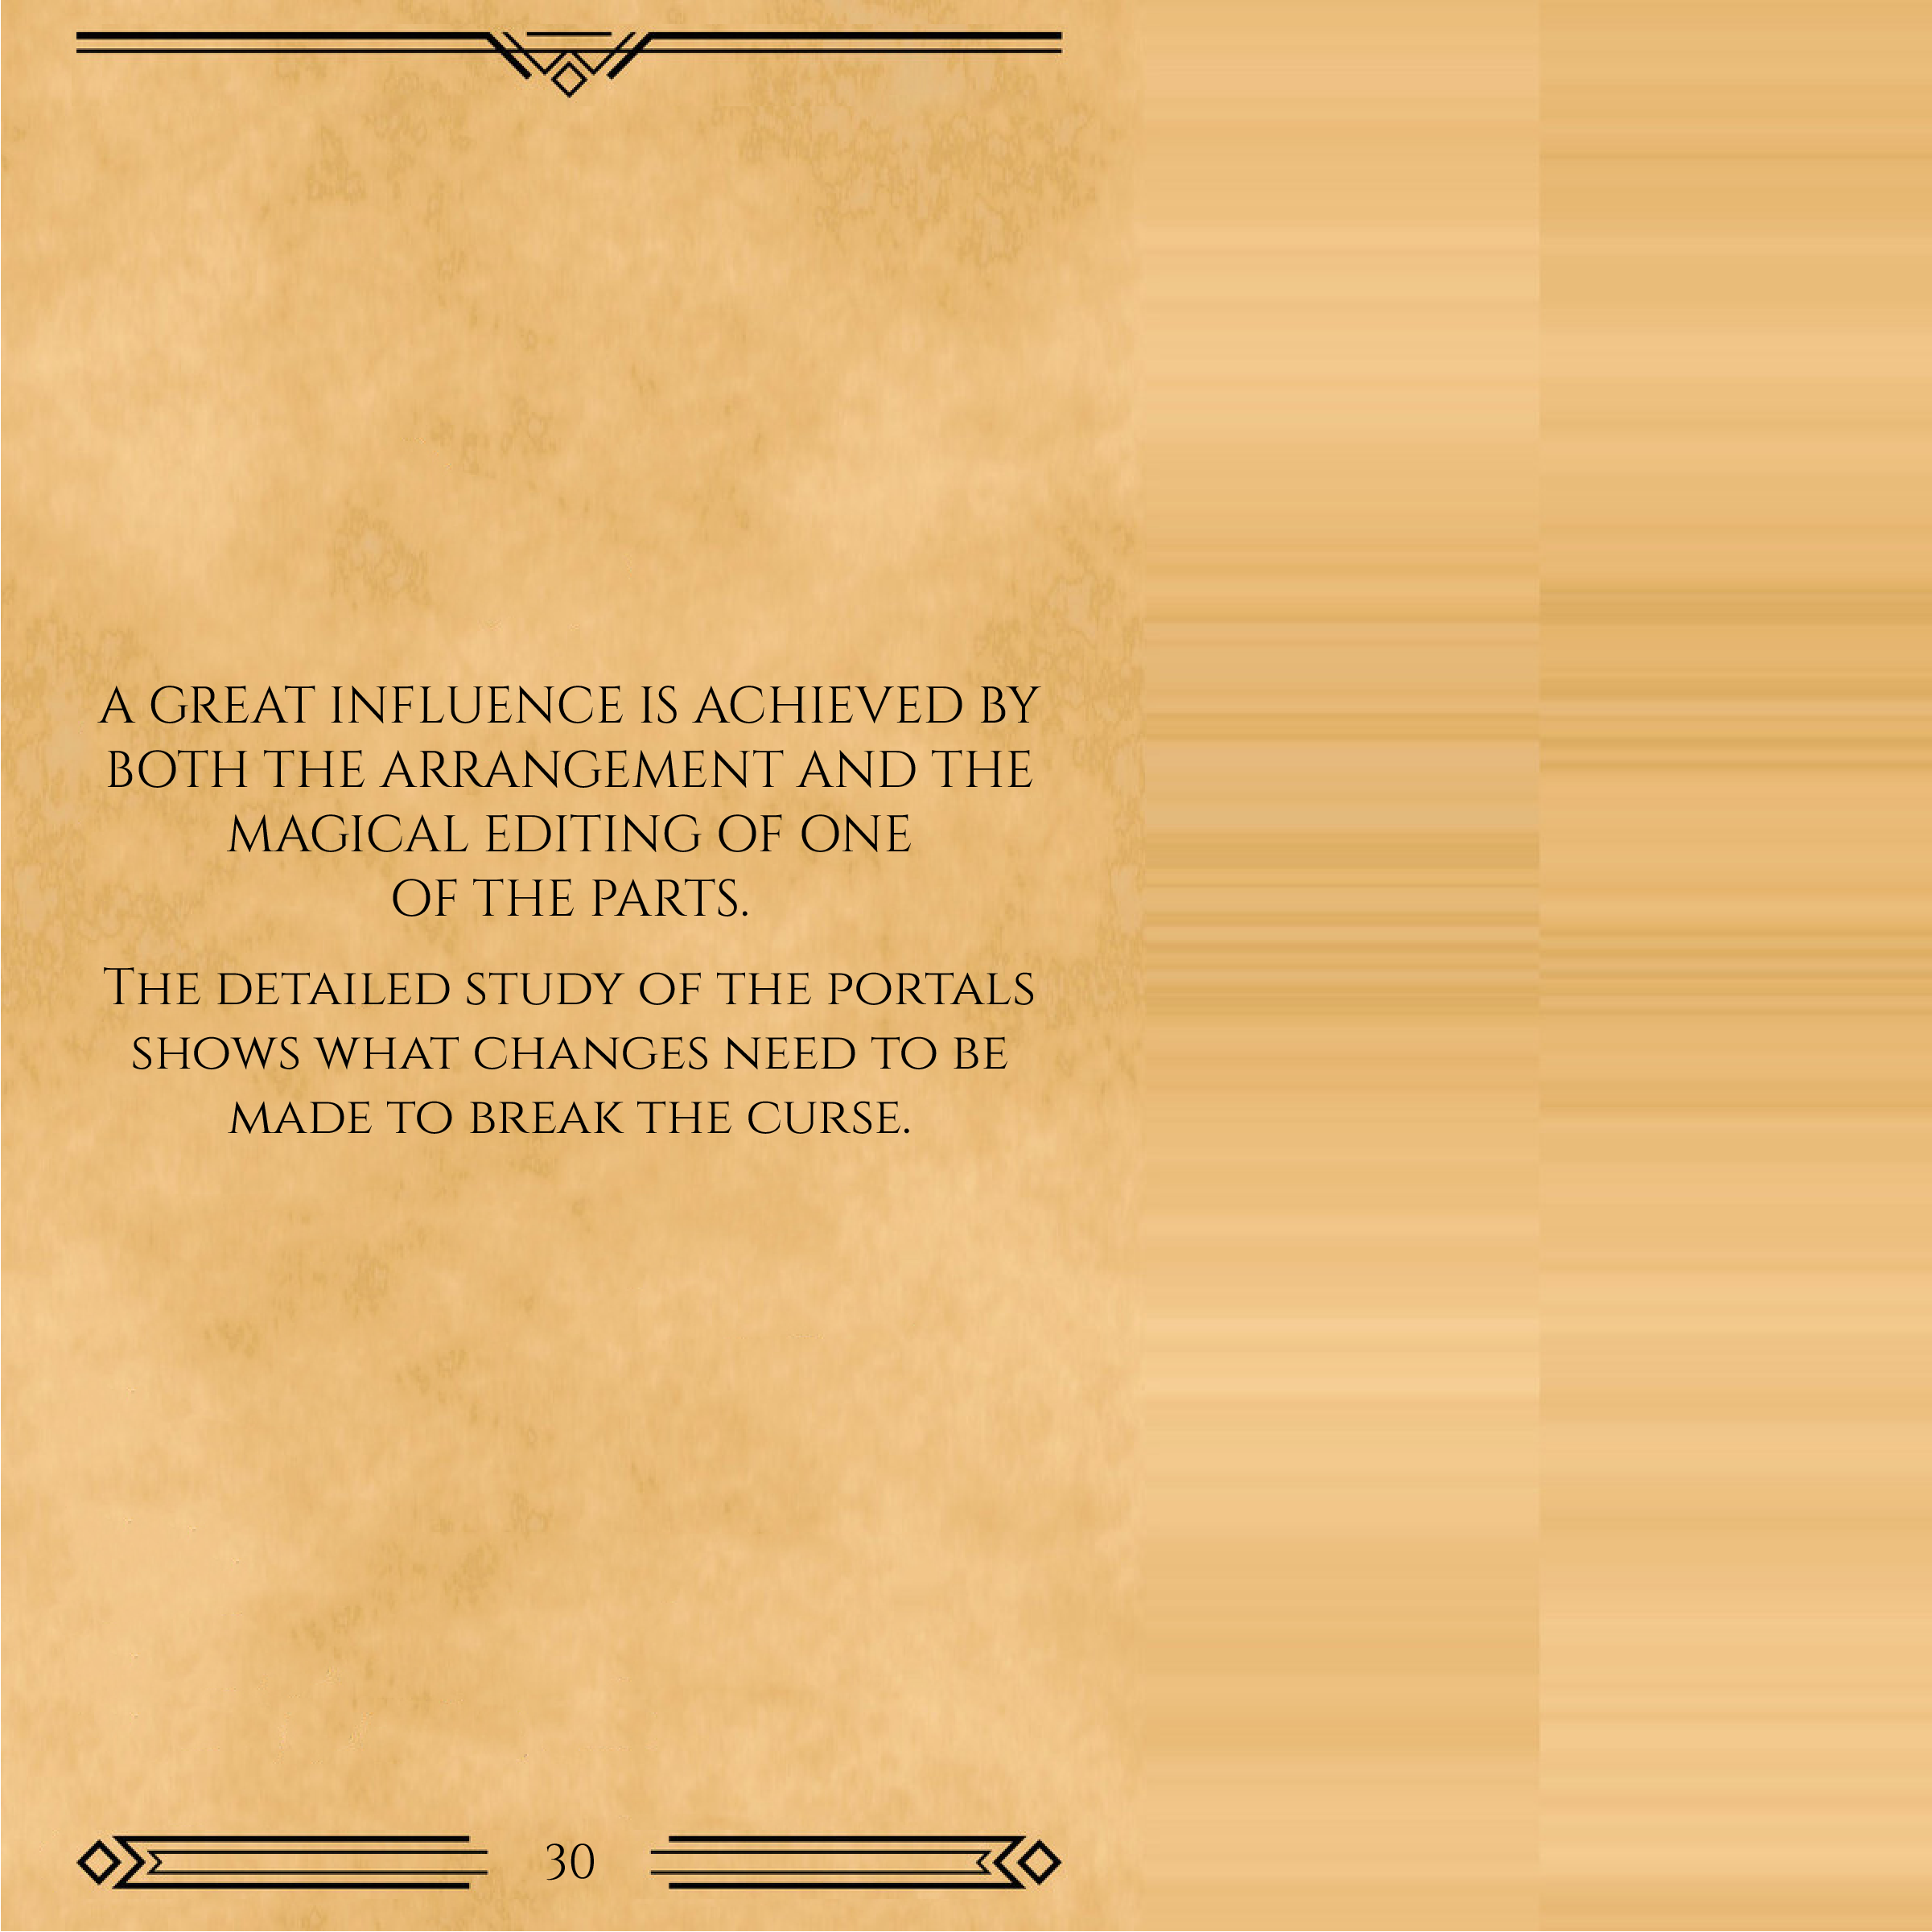 A GREAT INFLUENCE IS ACHIEVED BY
BOTH THE ARRANGEMENT AND THE
MAGICAL EDITING OF ONE
OF THE PARTS.
The detailed study of the portals
shows what changes need to be
made to break the curse.
30